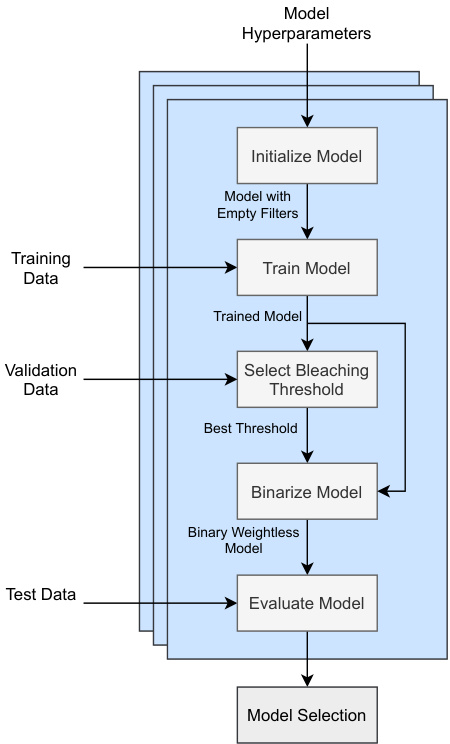 Model
Hyperparameters
Initialize Model
Model with
Empty Filters
Training
Data
Train Model
Trained Model
Validation
Data
Select Bleaching
Threshold
Best Threshold
Binarize Model
Binary Weightless
Model
Test Data
Evaluate Model
Model Selection